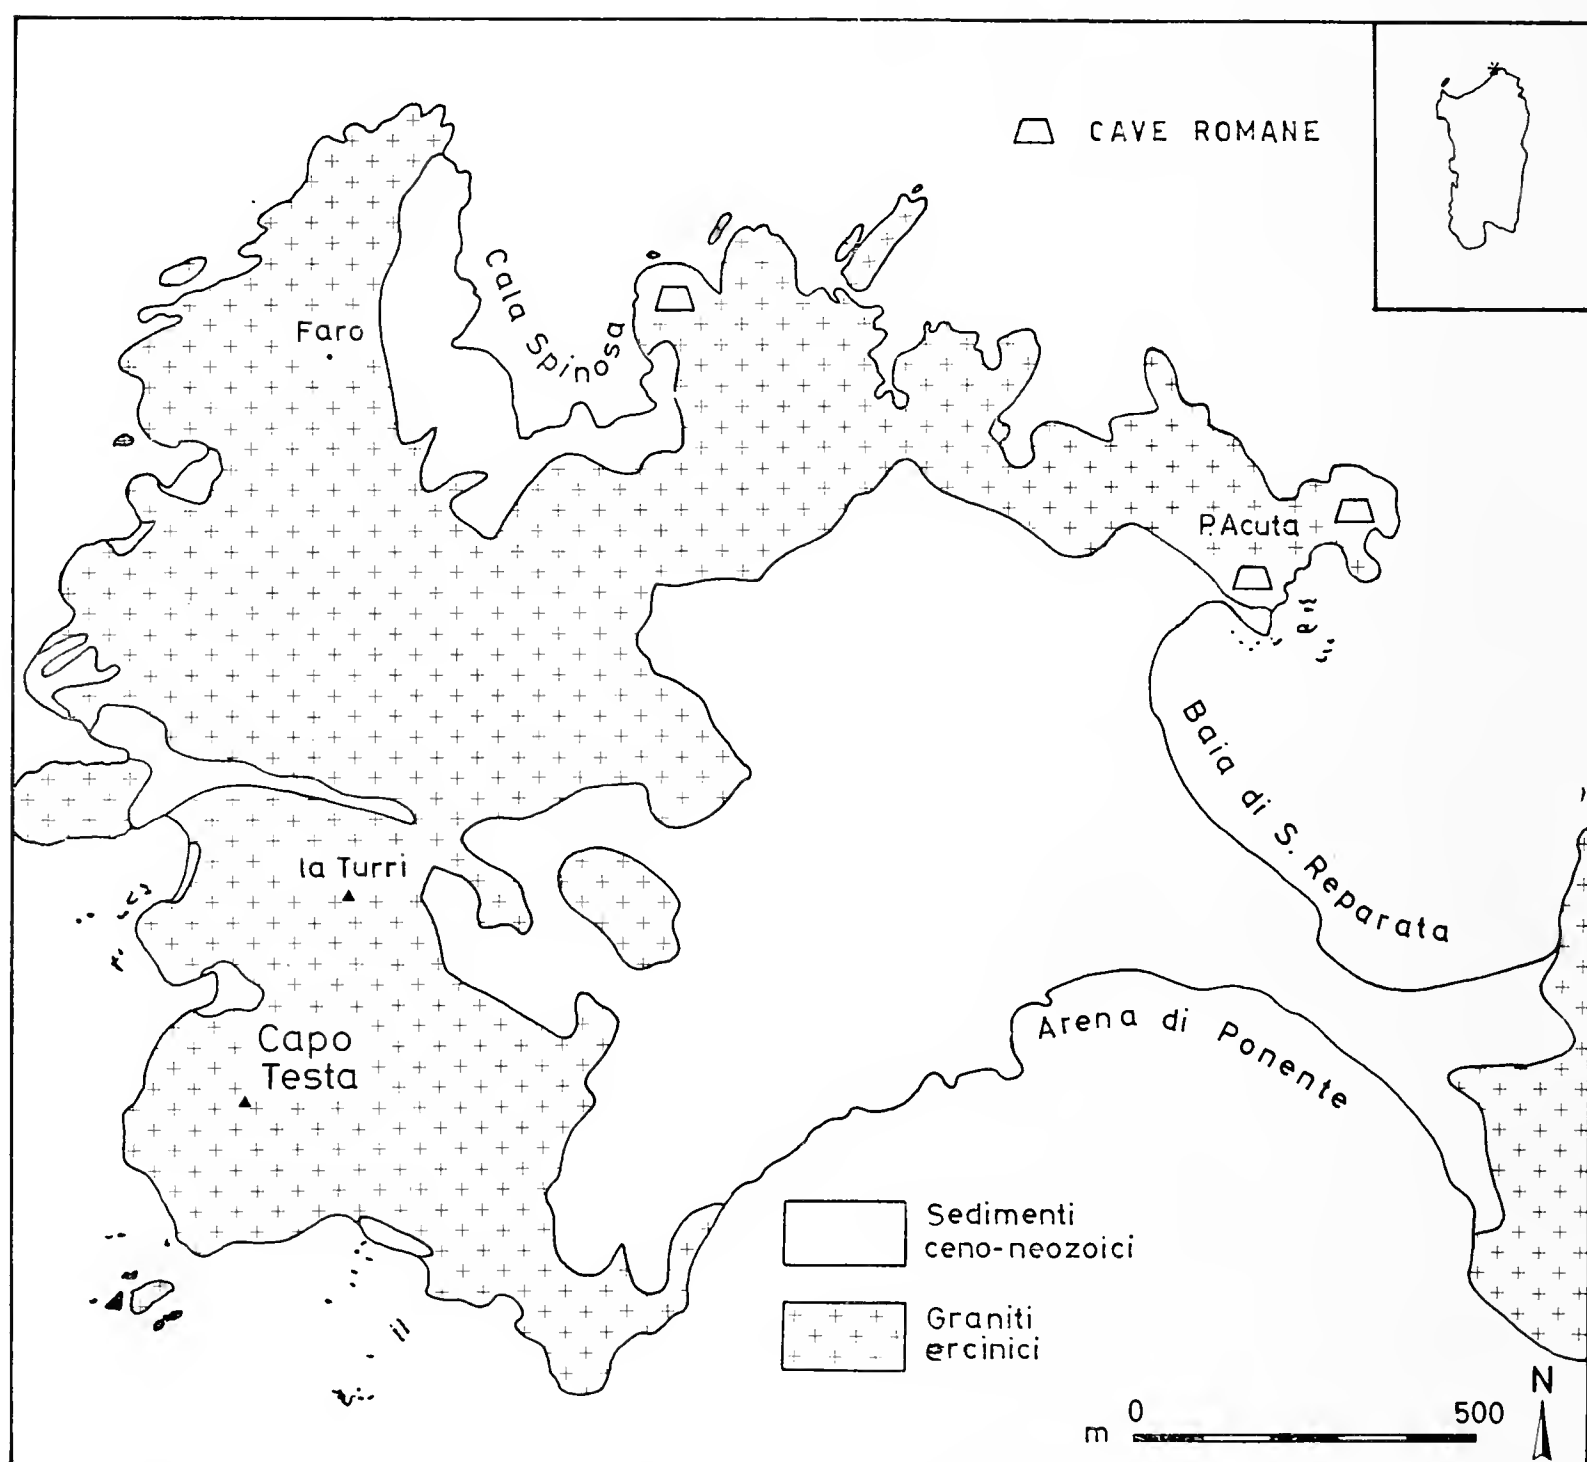 CAVE ROMANE
Cala Spinosa
Faro
P.Acuta
Baia di S. Reparata
la Turri
Capo
Testa
Arena di Ponente
Sedimenti
ceno-neozoici
Graniti
ercinici
N
0 500
m